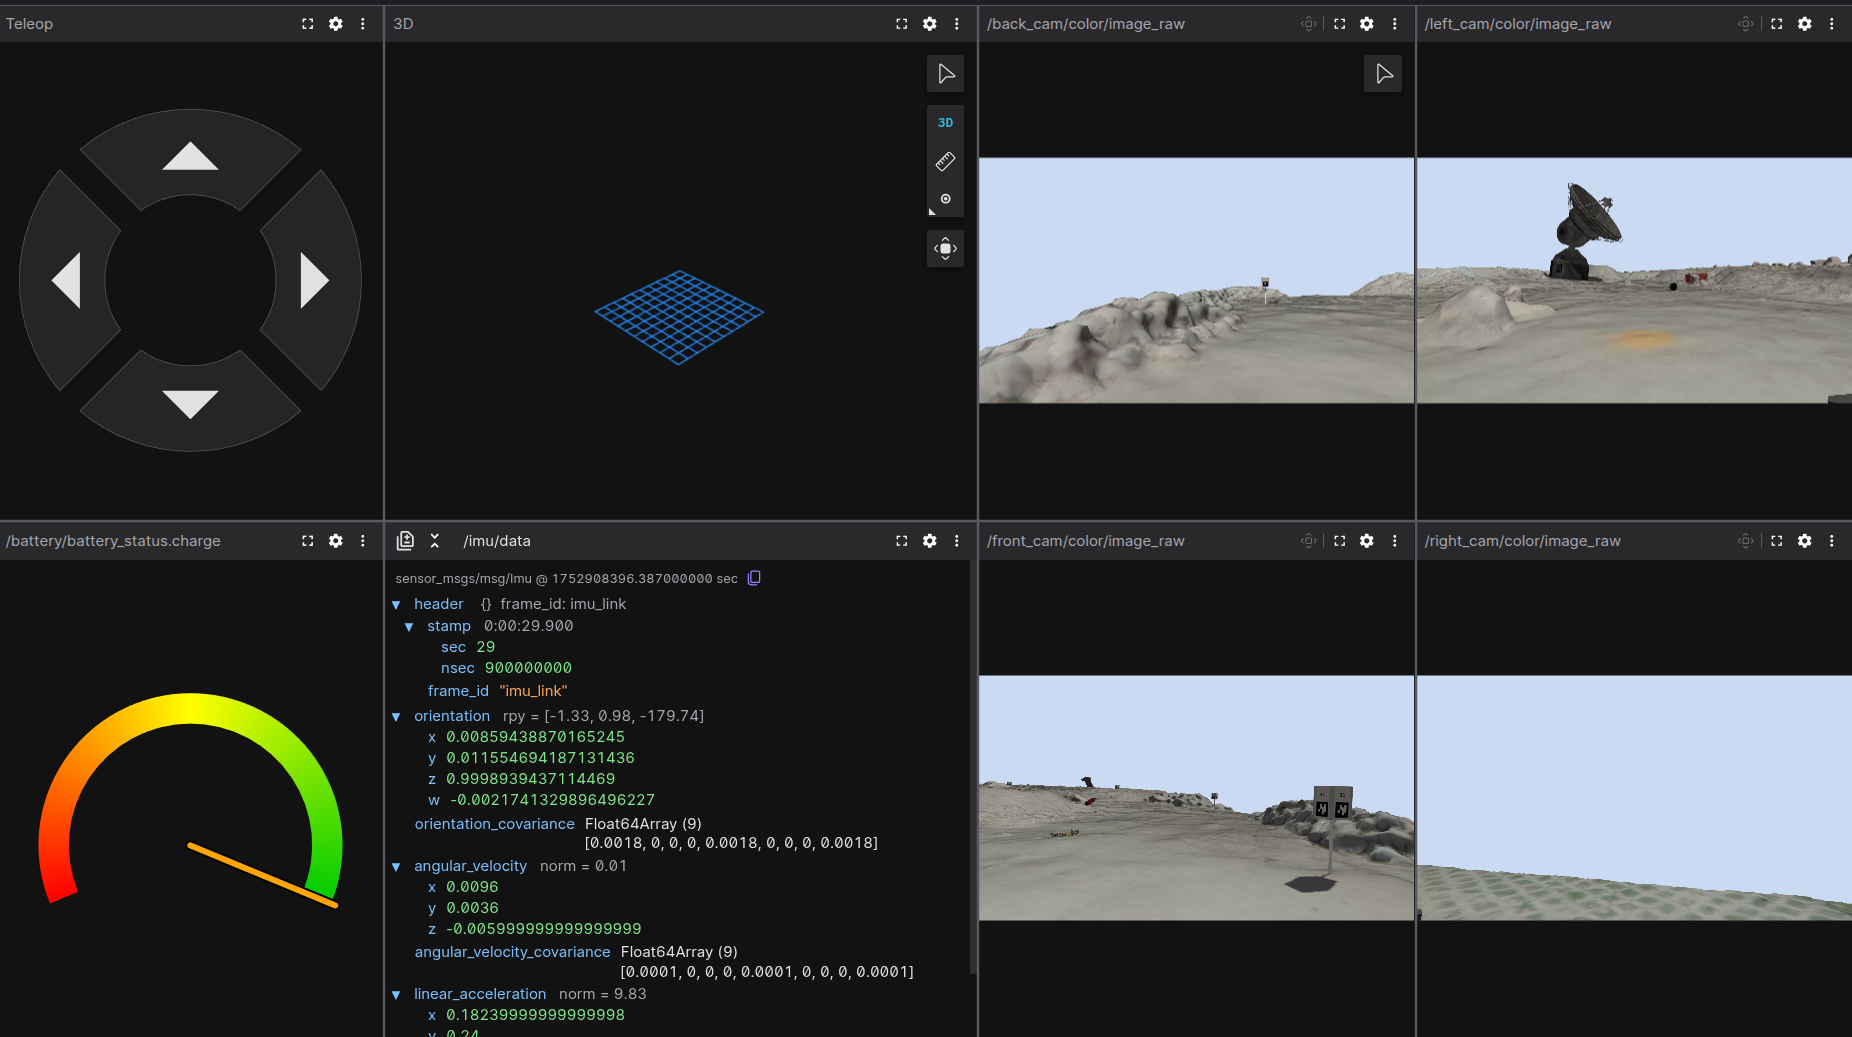 Teleop
3D
/back_cam/color/image_raw
/left_cam/color/image_raw
3D
/battery/battery_status.charge
/imu/data
sensor_msgs/msg/Imu @ 1752908396.387000000 sec
header {} frame_id: imu_link
stamp 0:00:29.900
sec 29
nsec 900000000
frame_id "imu_link"
orientation rpy = [-1.33, 0.98, -179.74]
x 0.00859438870165245
y 0.011554694187131436
z 0.9998939437114469
w -0.0021741329896496227
orientation_covariance Float64Array (9)
[0.0018, 0, 0, 0, 0.0018, 0, 0, 0, 0.0018]
angular_velocity norm = 0.01
x 0.0096
y 0.0036
z -0.005999999999999999
angular_velocity_covariance Float64Array (9)
[0.0001, 0, 0, 0, 0.0001, 0, 0, 0, 0.0001]
linear_acceleration norm = 9.83
x 0.18239999999999998
y 0.24
/front_cam/color/image_raw
/right_cam/color/image_raw